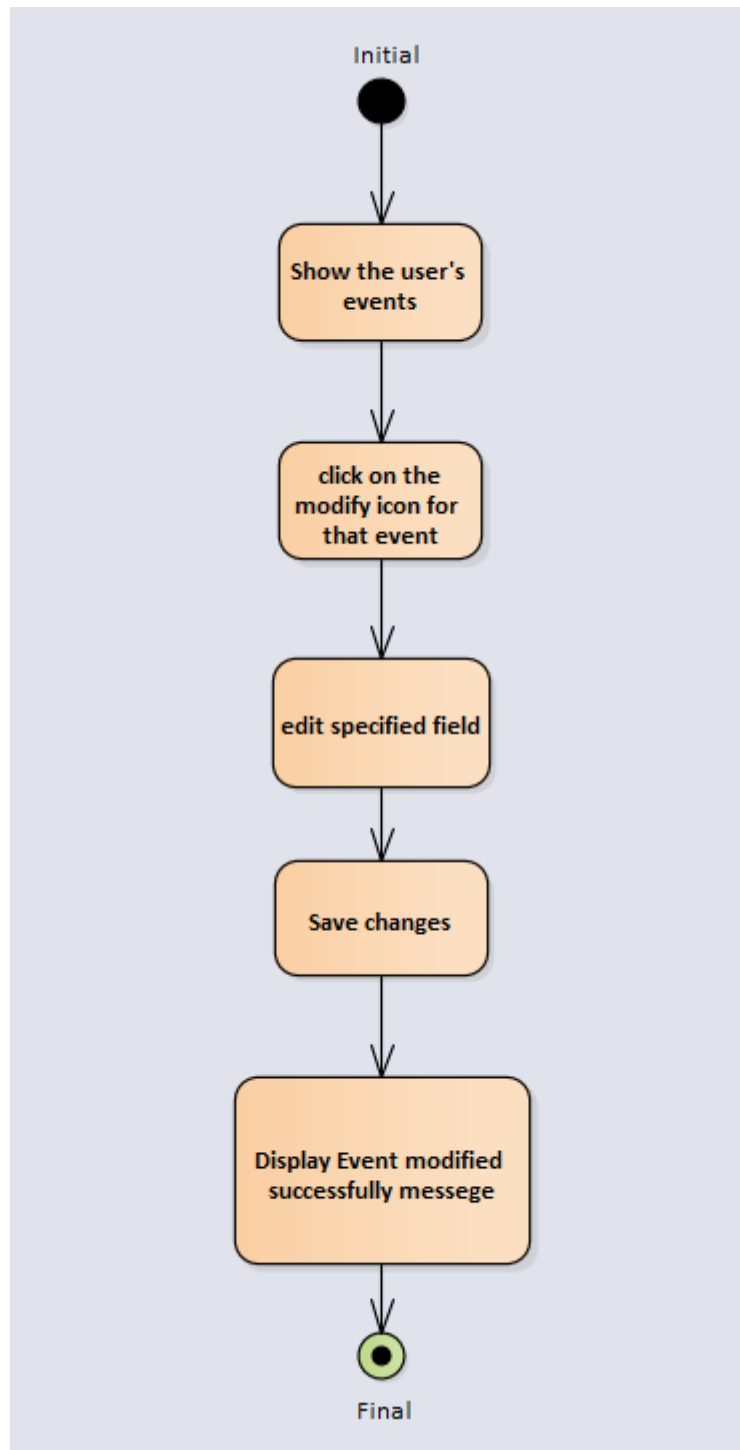 Initial
Show the user's
events
click on the
modify icon for
that event
edit specified field
Save changes
Display Event modified
successfully messege
Final